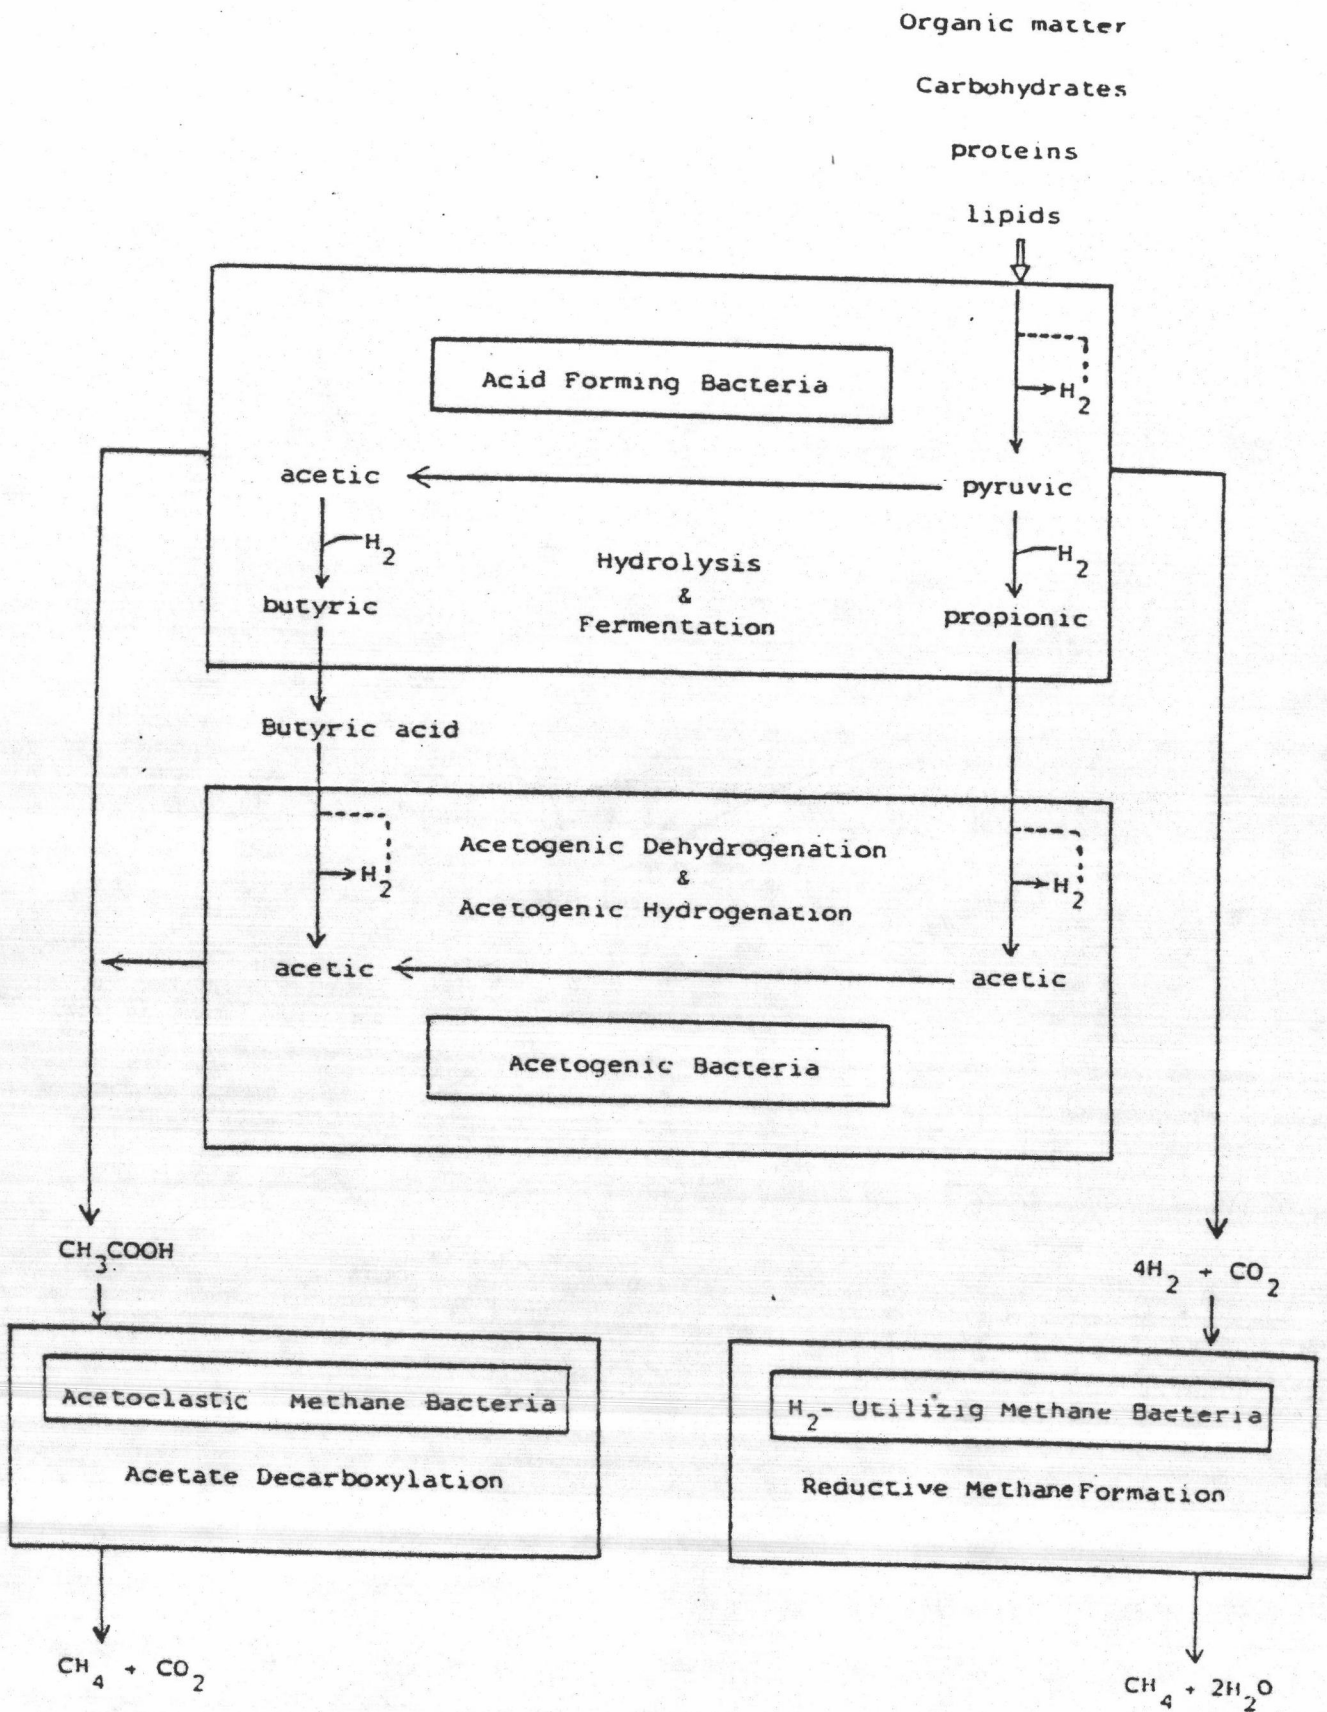 Organic matter
Carbohydrates
proteins
lipids
Acid Forming Bacteria
H2
acetic
pyruvic
H2
H2
Hydrolysis
&
Fermentation
butyric
propionic
Butyric acid
Acetogenic Dehydrogenation
&
Acetogenic Hydrogenation
H2
H2
acetic
acetic
Acetogenic Bacteria
CH3COOH
4H2 + CO2
Acetoclastic Methane Bacteria
Acetate Decarboxylation
H2- Utilizig Methane Bacteria
Reductive Methane Formation
CH4 + CO2
CH4 + 2H2O